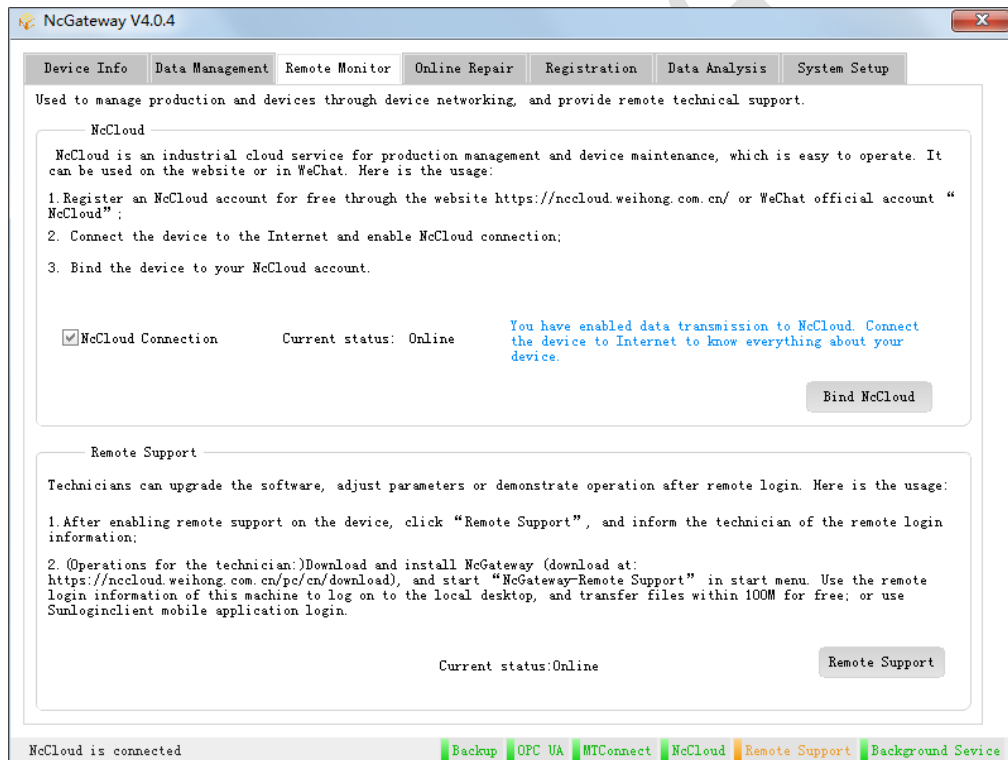 NcGateway V4.0.4
Device Info
Data Management
Remote Monitor
Online Repair
Registration
Data Analysis
System Setup
Used to manage production and devices through device networking, and provide remote technical support.
NcCloud
NcCloud is an industrial cloud service for production management and device maintenance, which is easy to operate. It
can be used on the website or in WeChat. Here is the usage:
1.Register an NcCloud account for free through the website https://nccloud.weihong.com.cn/ or WeChat official account “
NcCloud”;
2. Connect the device to the Internet and enable NcCloud connection;
3. Bind the device to your NcCloud account.
NcCloud Connection
Current status: Online
You have enabled data transmission to NcCloud. Connect
the device to Internet to know everything about your
device.
Bind NcCloud
Remote Support
Technicians can upgrade the software, adjust parameters or demonstrate operation after remote login. Here is the usage:
1.After enabling remote support on the device, click “Remote Support”, and inform the technician of the remote login
information;
2. (Operations for the technician:)Download and install NcGateway (download at:
https://nccloud.weihong.com.cn/pc/cn/download), and start “NcGateway-Remote Support” in start menu. Use the remote
login information of this machine to log on to the local desktop, and transfer files within 100M for free; or use
Sunloginclient mobile application login.
Current status:Online
Remote Support
NcCloud is connected
Backup
OPC UA
MTConnect
NcCloud
Remote Support
Background Sevice